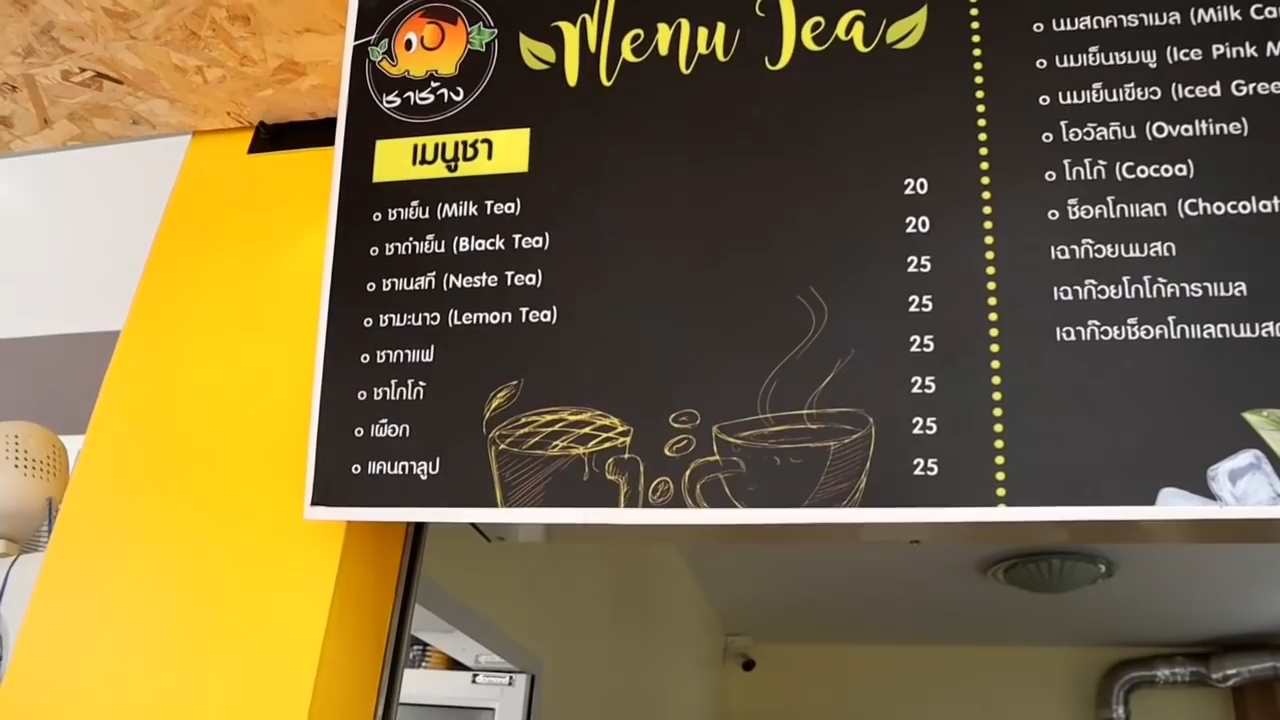 ชาช้าง
Menu Tea
เมนูชา
ชาเย็น (Milk Tea) 20
ชาดำเย็น (Black Tea) 20
ชาเนสที (Neste Tea) 25
ชามะนาว (Lemon Tea) 25
ชากาแฟ 25
ชาโกโก้ 25
เผือก 25
แคนตาลูป 25
นมสดคาราเมล (Milk
นมเย็นชมพู (Ice Pink
นมเย็นเขียว (Iced
โอวัลติน (Ovaltine)
โกโก้ (Cocoa)
ช็อคโกแลต (Chocolat
เฉาก๊วยนมสด
เฉาก๊วยโกโก้คาราเมล
เฉาก๊วยช็อคโกแลตนมสด